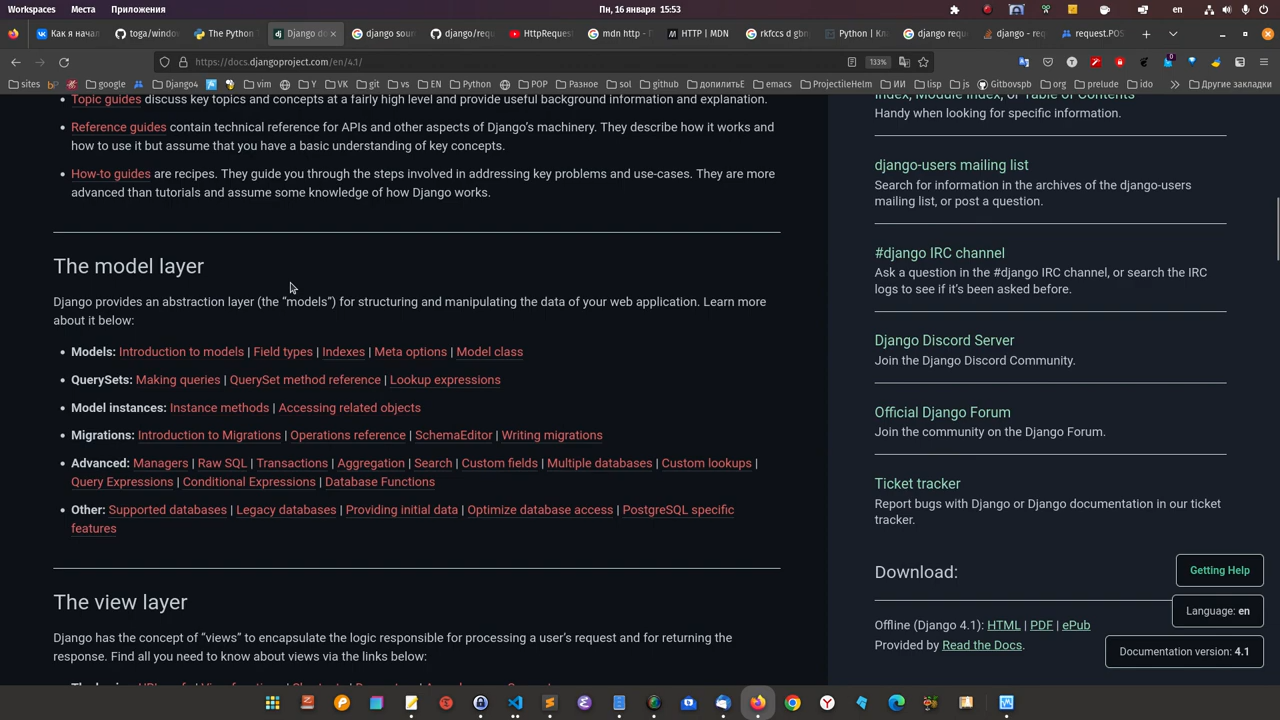 Workspaces Места Приложения Пн, 16 января 15:53 en
Как я начал toga/windov The Python Django do django sour django/requ HttpRequest mdn http - п HTTP | MDN rkfccs d gbn Python | Кл django requ django - req request.POS
https://docs.djangoproject.com/en/4.1/ 133%
sites bp google Django4 vim Y VK git vs EN Python POP Разное sol github допилитьЕ emacs ProjectileHelm ИИ lisp js Gitbovspb org prelude ido Другие закладки
Topic guides discuss key topics and concepts at a fairly high level and provide useful background information and explanation.
Reference guides contain technical reference for APIs and other aspects of Django’s machinery. They describe how it works and
how to use it but assume that you have a basic understanding of key concepts.
How-to guides are recipes. They guide you through the steps involved in addressing key problems and use-cases. They are more
advanced than tutorials and assume some knowledge of how Django works.
The model layer
Django provides an abstraction layer (the “models”) for structuring and manipulating the data of your web application. Learn more
about it below:
Models: Introduction to models | Field types | Indexes | Meta options | Model class
QuerySets: Making queries | QuerySet method reference | Lookup expressions
Model instances: Instance methods | Accessing related objects
Migrations: Introduction to Migrations | Operations reference | SchemaEditor | Writing migrations
Advanced: Managers | Raw SQL | Transactions | Aggregation | Search | Custom fields | Multiple databases | Custom lookups |
Query Expressions | Conditional Expressions | Database Functions
Other: Supported databases | Legacy databases | Providing initial data | Optimize database access | PostgreSQL specific
features
The view layer
Django has the concept of “views” to encapsulate the logic responsible for processing a user’s request and for returning the
response. Find all you need to know about views via the links below:
Index, Module Index, or Table of Contents
Handy when looking for specific information.
django-users mailing list
Search for information in the archives of the django-users
mailing list, or post a question.
#django IRC channel
Ask a question in the #django IRC channel, or search the IRC
logs to see if it’s been asked before.
Django Discord Server
Join the Django Discord Community.
Official Django Forum
Join the community on the Django Forum.
Ticket tracker
Report bugs with Django or Django documentation in our ticket
tracker.
Download:
Getting Help
Language: en
Offline (Django 4.1): HTML | PDF | ePub
Provided by Read the Docs.
Documentation version: 4.1